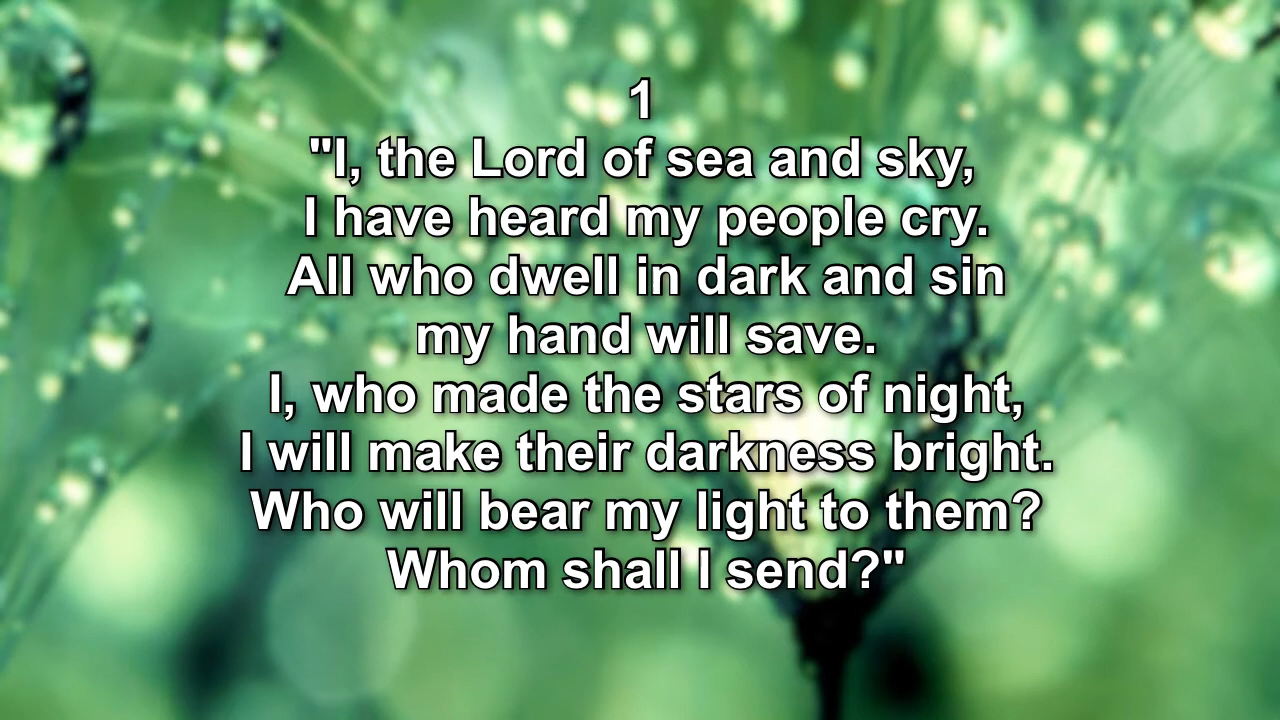 1
"I, the Lord of sea and sky,
I have heard my people cry.
All who dwell in dark and sin
my hand will save.
I, who made the stars of night,
I will make their darkness bright.
Who will bear my light to them?
Whom shall I send?"